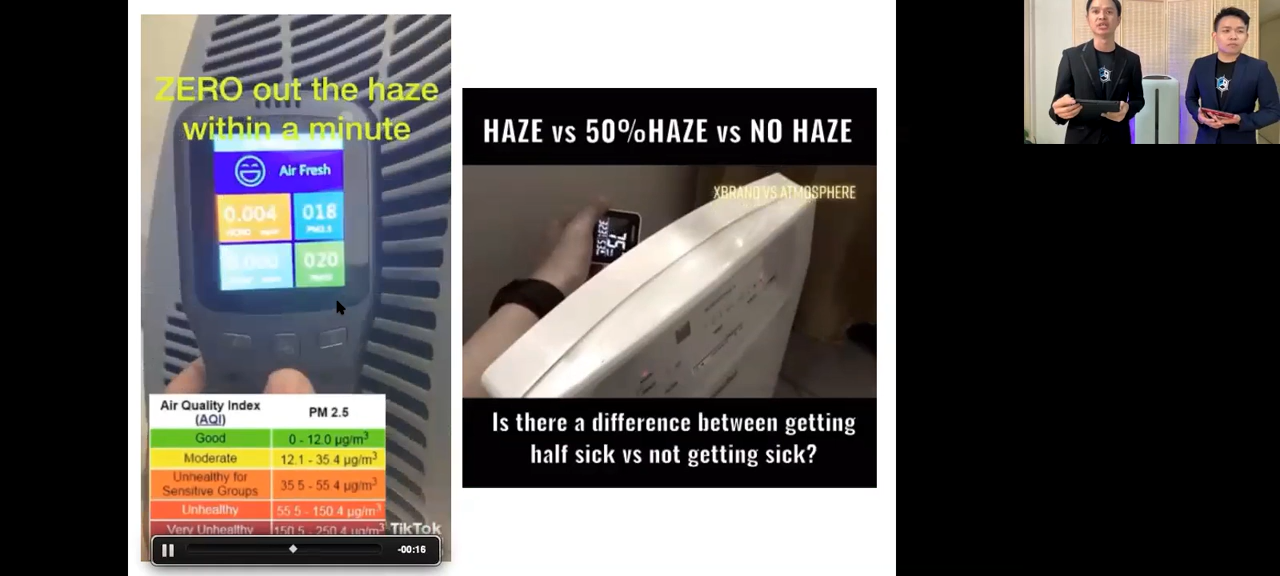 ZERO out the haze
within a minute
Air Fresh
0.004
018
PM2.5
020
Air Quality Index
(AQI)
PM 2.5
Good
0 - 12.0 µg/m³
Moderate
12.1 - 35.4 µg/m³
Unhealthy for
Sensitive Groups
35.5 - 55.4 µg/m³
Unhealthy
55.5 - 150.4 µg/m³
Very Unhealthy
150.5 - 250.4 µg/m³
TikTok
-00:16
HAZE vs 50%HAZE vs NO HAZE
XBRAND VS ATMOSPHERE
Is there a difference between getting
half sick vs not getting sick?